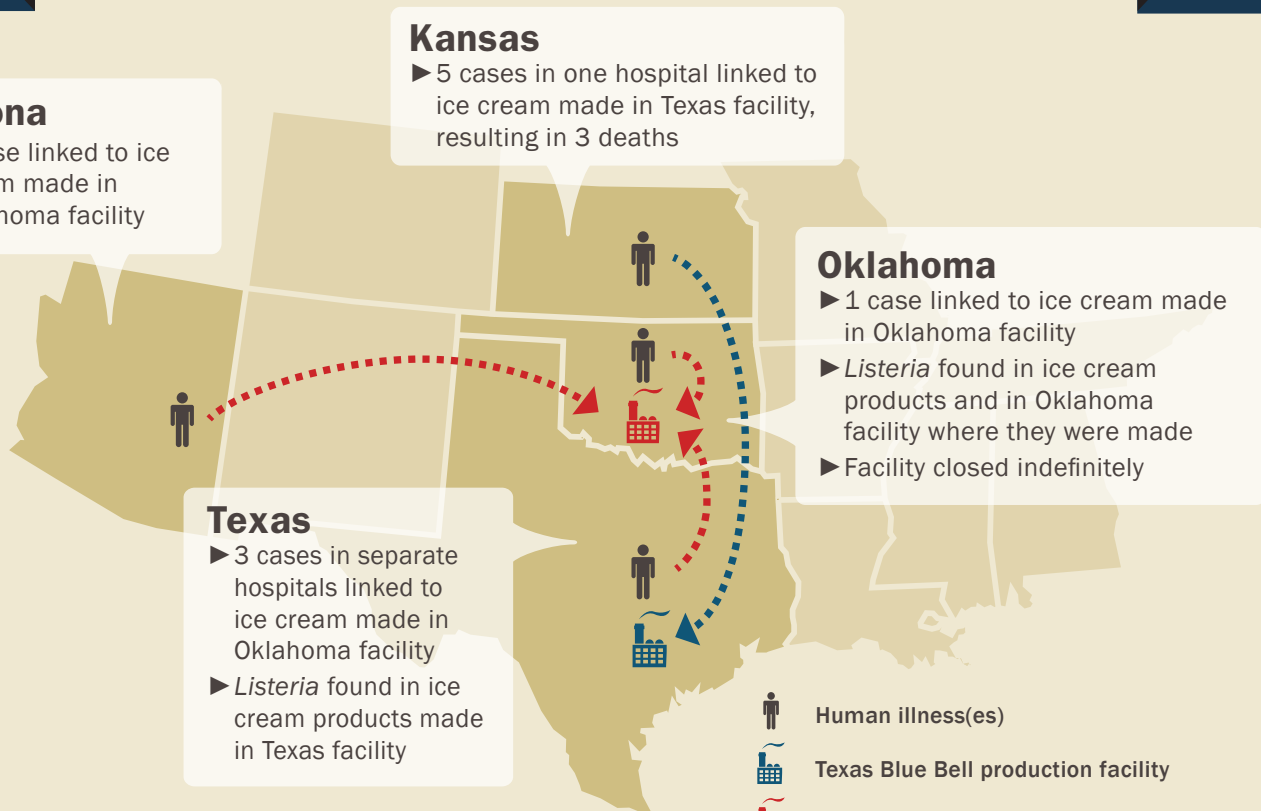 Kansas
►5 cases in one hospital linked to
ice cream made in Texas facility,
resulting in 3 deaths
ona
se linked to ice
m made in
homa facility
Oklahoma
►1 case linked to ice cream made
in Oklahoma facility
►Listeria found in ice cream
products and in Oklahoma
facility where they were made
►Facility closed indefinitely
Texas
►3 cases in separate
hospitals linked to
ice cream made in
Oklahoma facility
►Listeria found in ice
cream products made
in Texas facility
Human illness(es)
Texas Blue Bell production facility